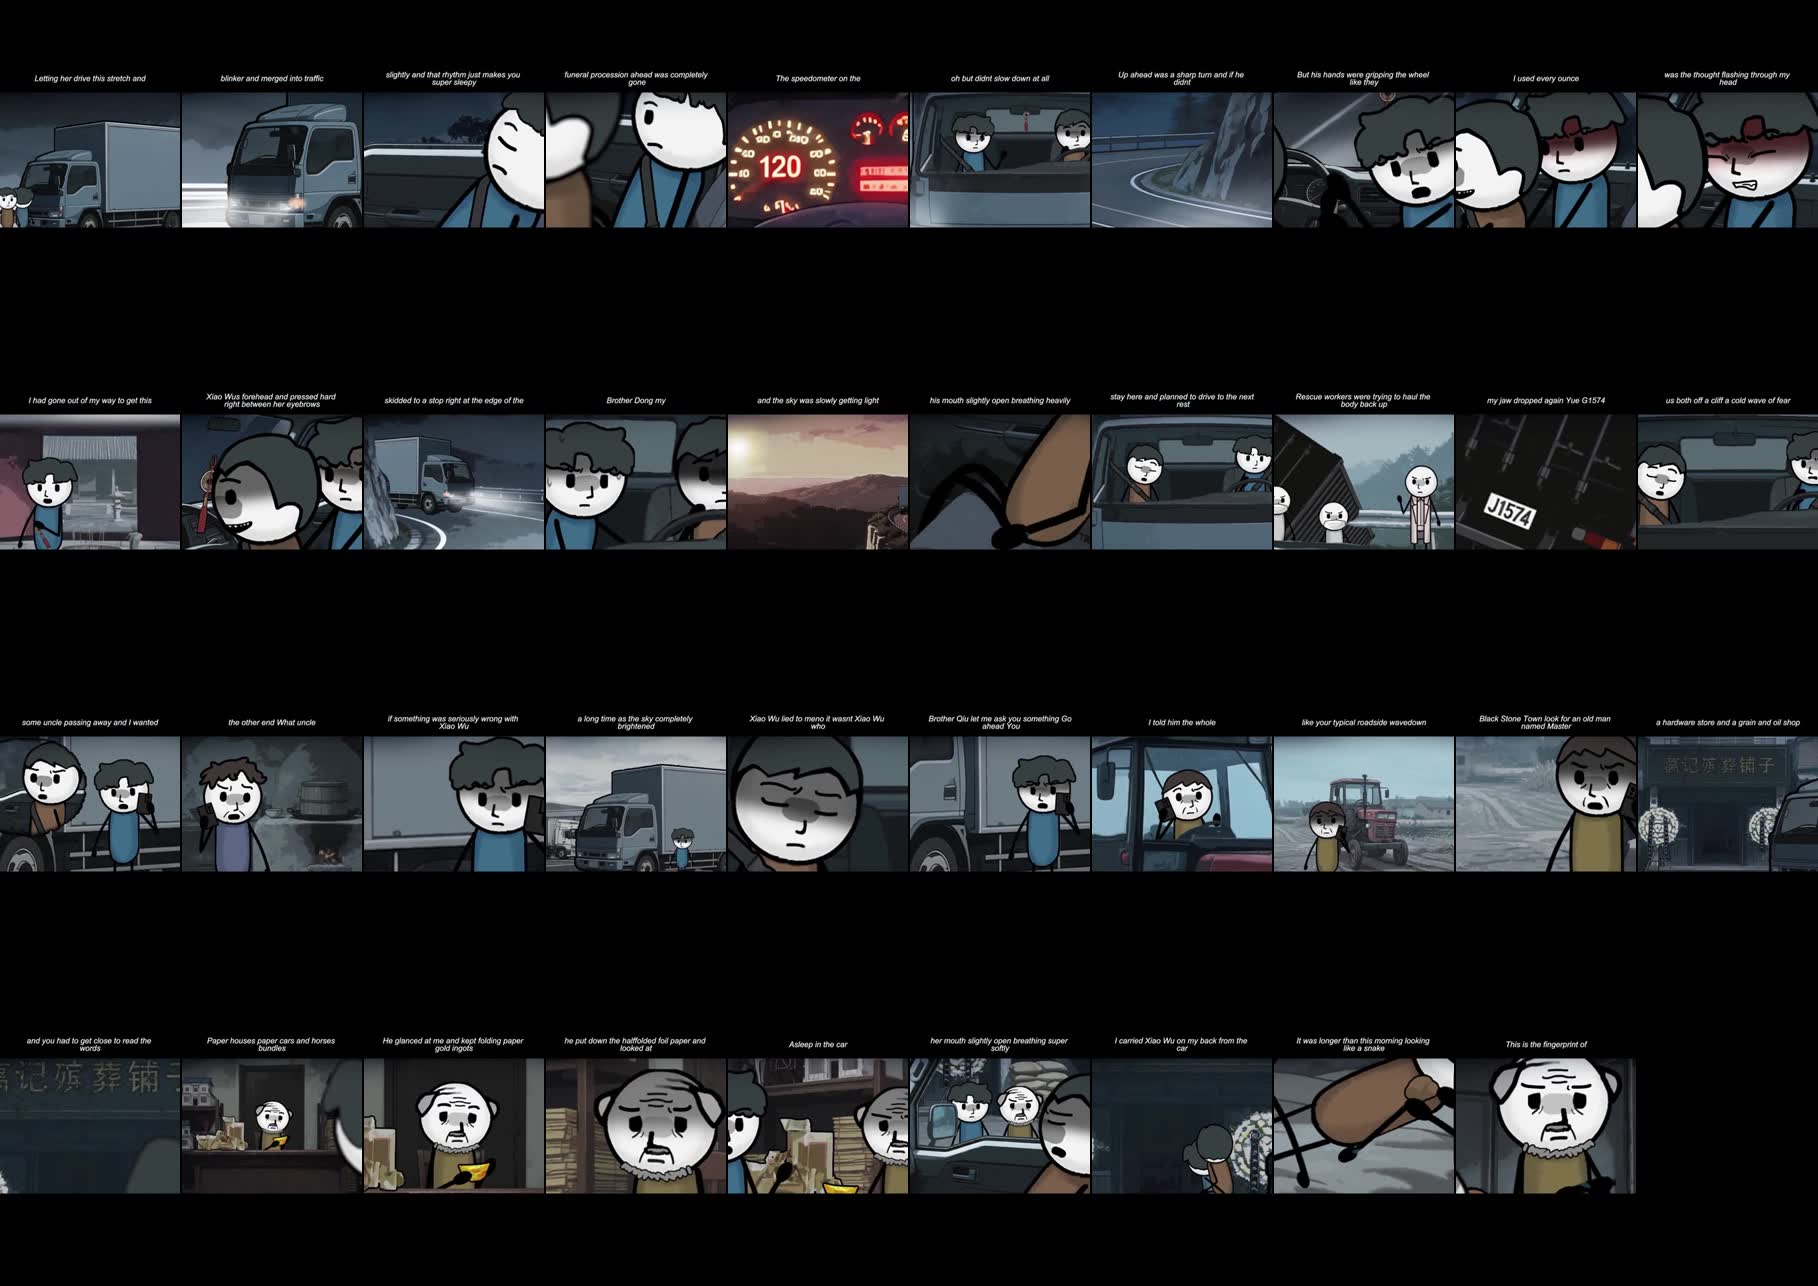 Letting her drive this stretch and
blinker and merged into traffic
slightly and that rhythm just makes you
super sleepy
funeral procession ahead was completely
gone
The speedometer on the
120
oh but didnt slow down at all
Up ahead was a sharp turn and if he
didnt
But his hands were gripping the wheel
like they
I used every ounce
was the thought flashing through my
head
I had gone out of my way to get this
Xiao Wus forehead and pressed hard
right between her eyebrows
skidded to a stop right at the edge of the
Brother Dong my
and the sky was slowly getting light
his mouth slightly open breathing heavily
stay here and planned to drive to the next
rest
Rescue workers were trying to haul the
body back up
my jaw dropped again Yue G1574
J1574
us both off a cliff a cold wave of fear
some uncle passing away and I wanted
the other end What uncle
if something was seriously wrong with
Xiao Wu
a long time as the sky completely
brightened
Xiao Wu lied to meno it wasnt Xiao Wu
who
Brother Qiu let me ask you something Go
ahead You
I told him the whole
like your typical roadside wavedown
Black Stone Town look for an old man
named Master
a hardware store and a grain and oil shop
记殡葬铺子
and you had to get close to read the
words
记殡葬铺
Paper houses paper cars and horses
bundles
He glanced at me and kept folding paper
gold ingots
he put down the halffolded foil paper and
looked at
Asleep in the car
her mouth slightly open breathing super
softly
I carried Xiao Wu on my back from the
car
It was longer than this morning looking
like a snake
This is the fingerprint of